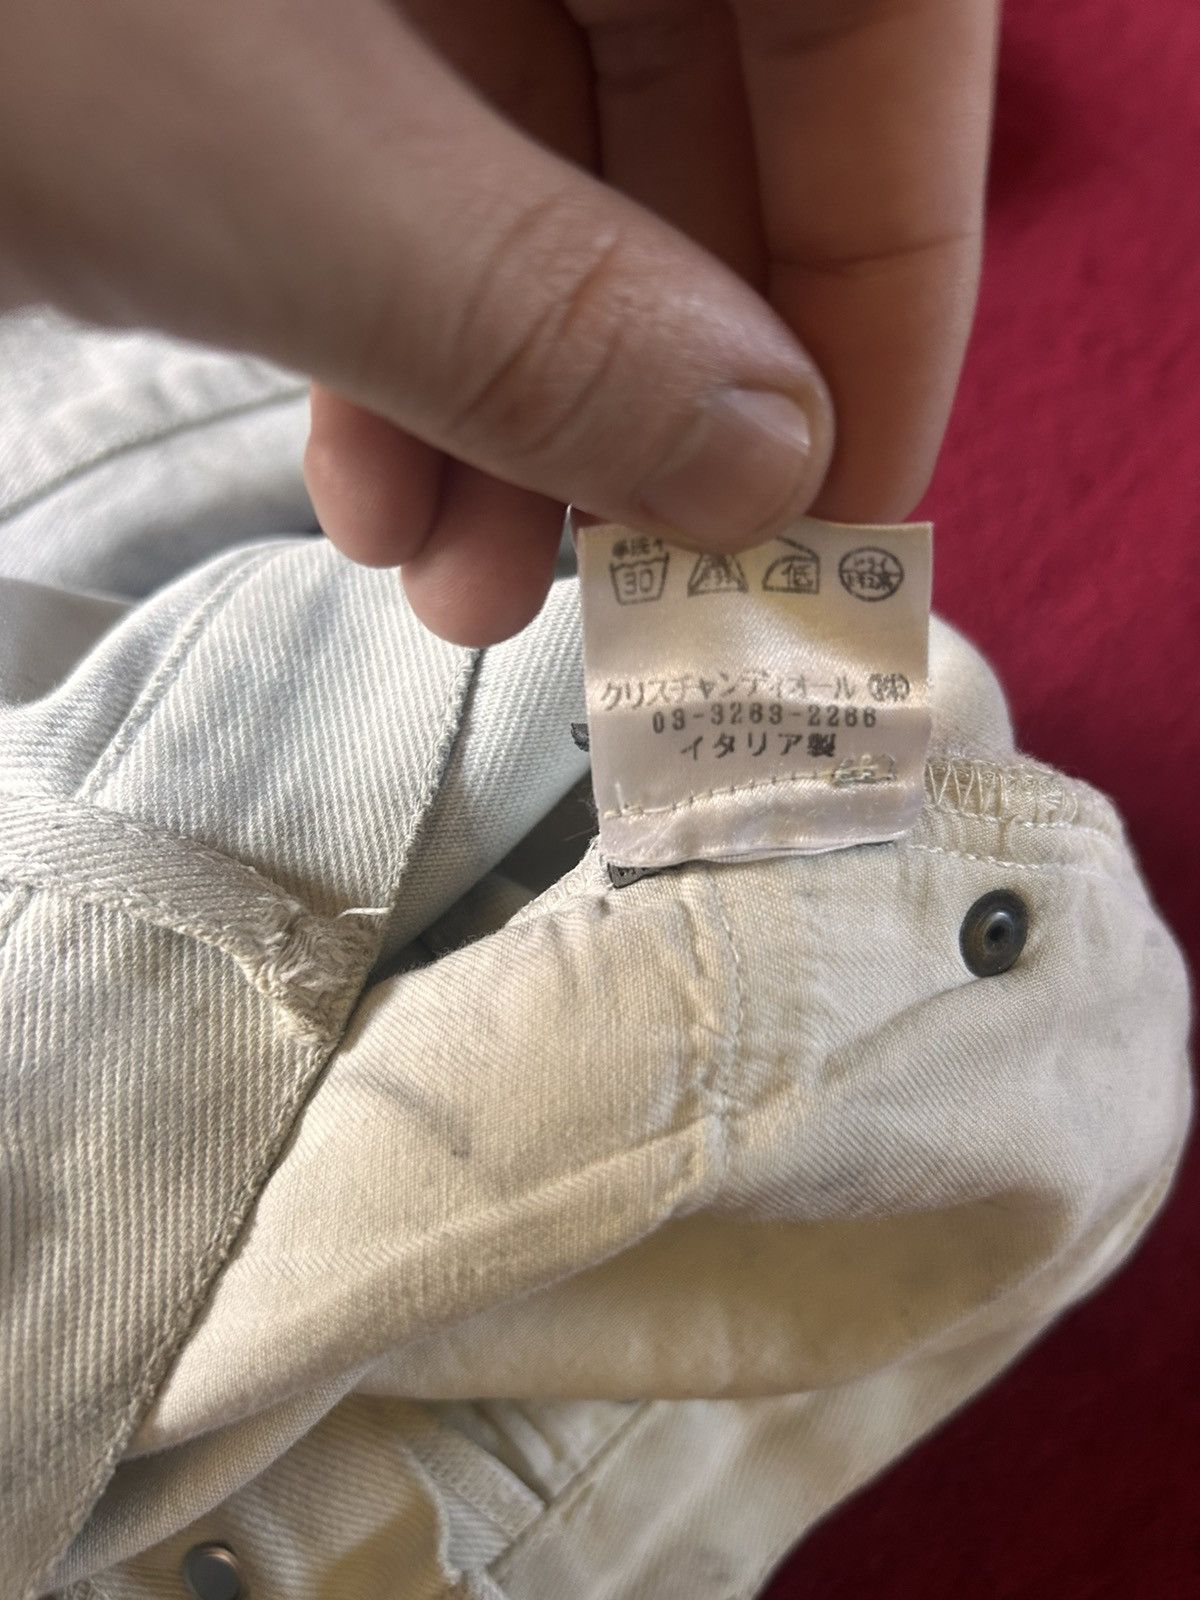 手洗イ
30
低
クリスチャンディオール ㈱
03-3263-2266
イタリア製